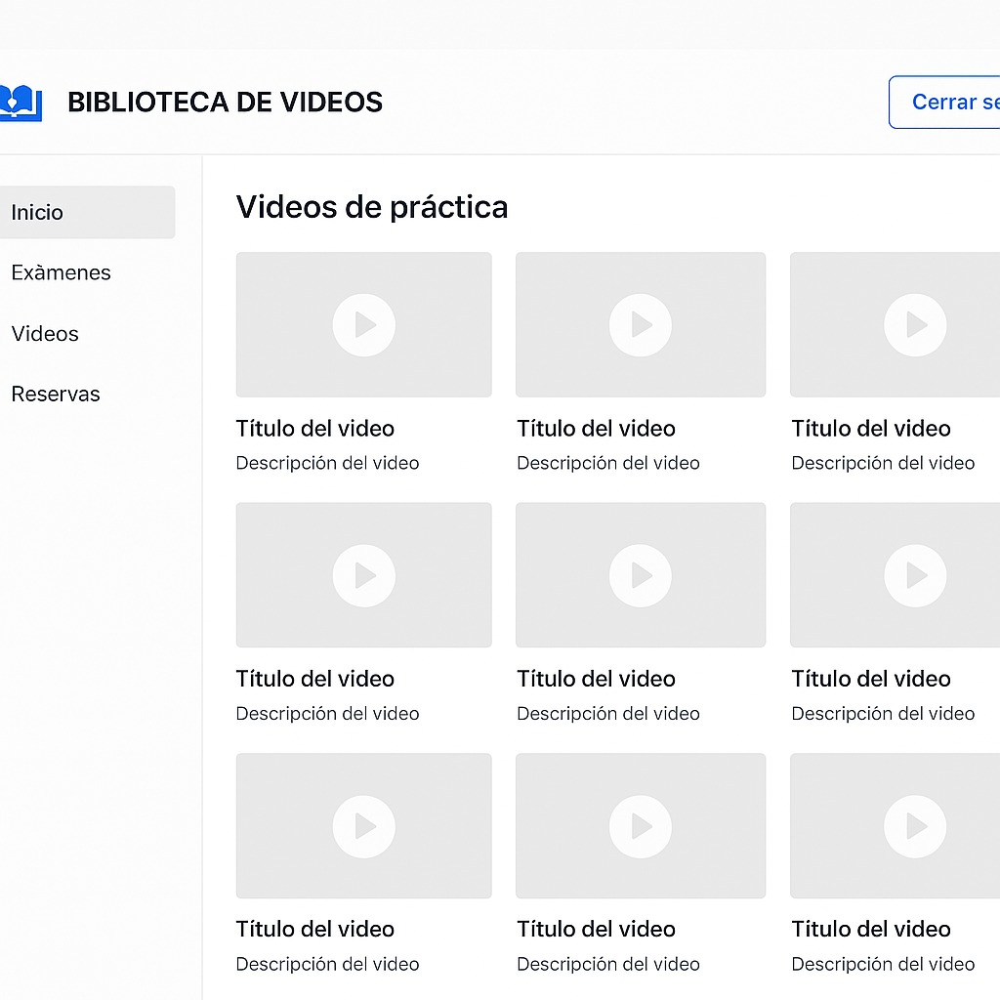 BIBLIOTECA DE VIDEOS
Cerrar se
Inicio
Exàmenes
Videos
Reservas
Videos de práctica
Título del video
Descripción del video
Título del video
Descripción del video
Título del video
Descripción del video
Título del video
Descripción del video
Título del video
Descripción del video
Título del video
Descripción del video
Título del video
Descripción del video
Título del video
Descripción del video
Título del video
Descripción del video